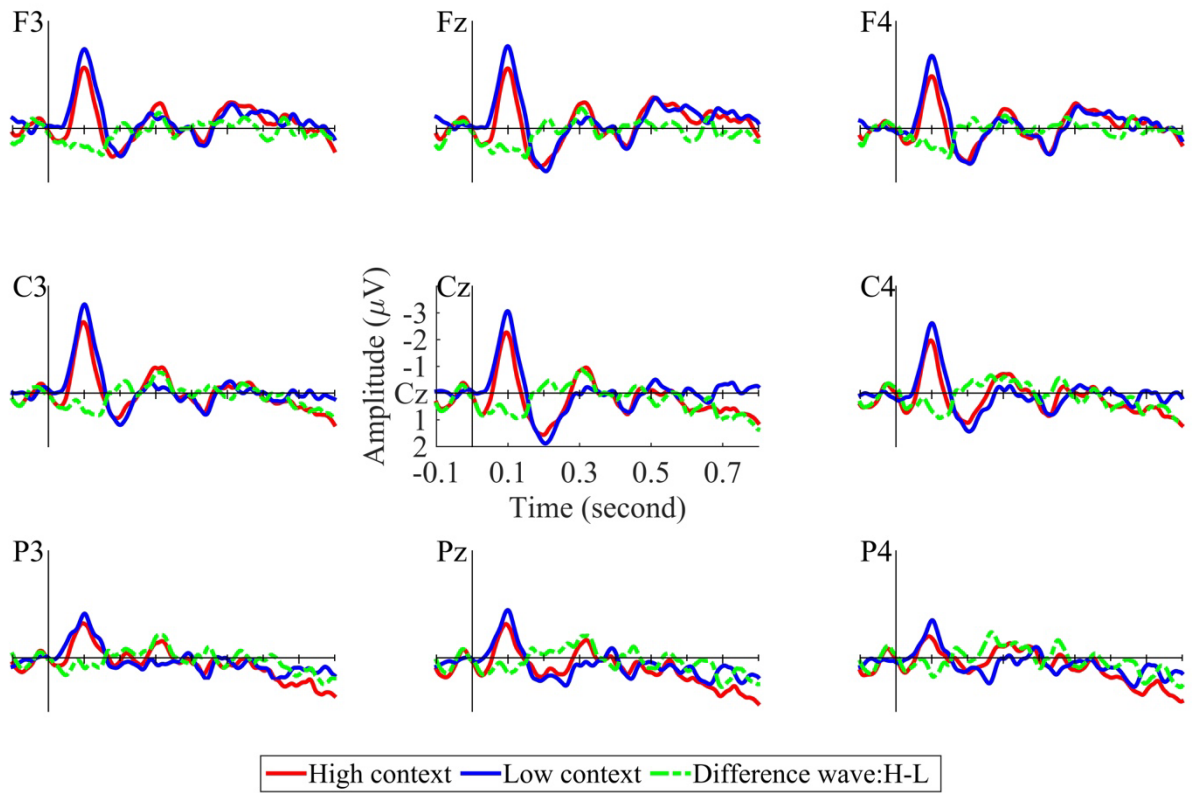 F3
Fz
F4
C3
Cz
C4
Amplitude (μV)
-3
-2
-1
Cz
1
2
-0.1 0.1 0.3 0.5 0.7
Time (second)
P3
Pz
P4
High context Low context Difference wave:H-L